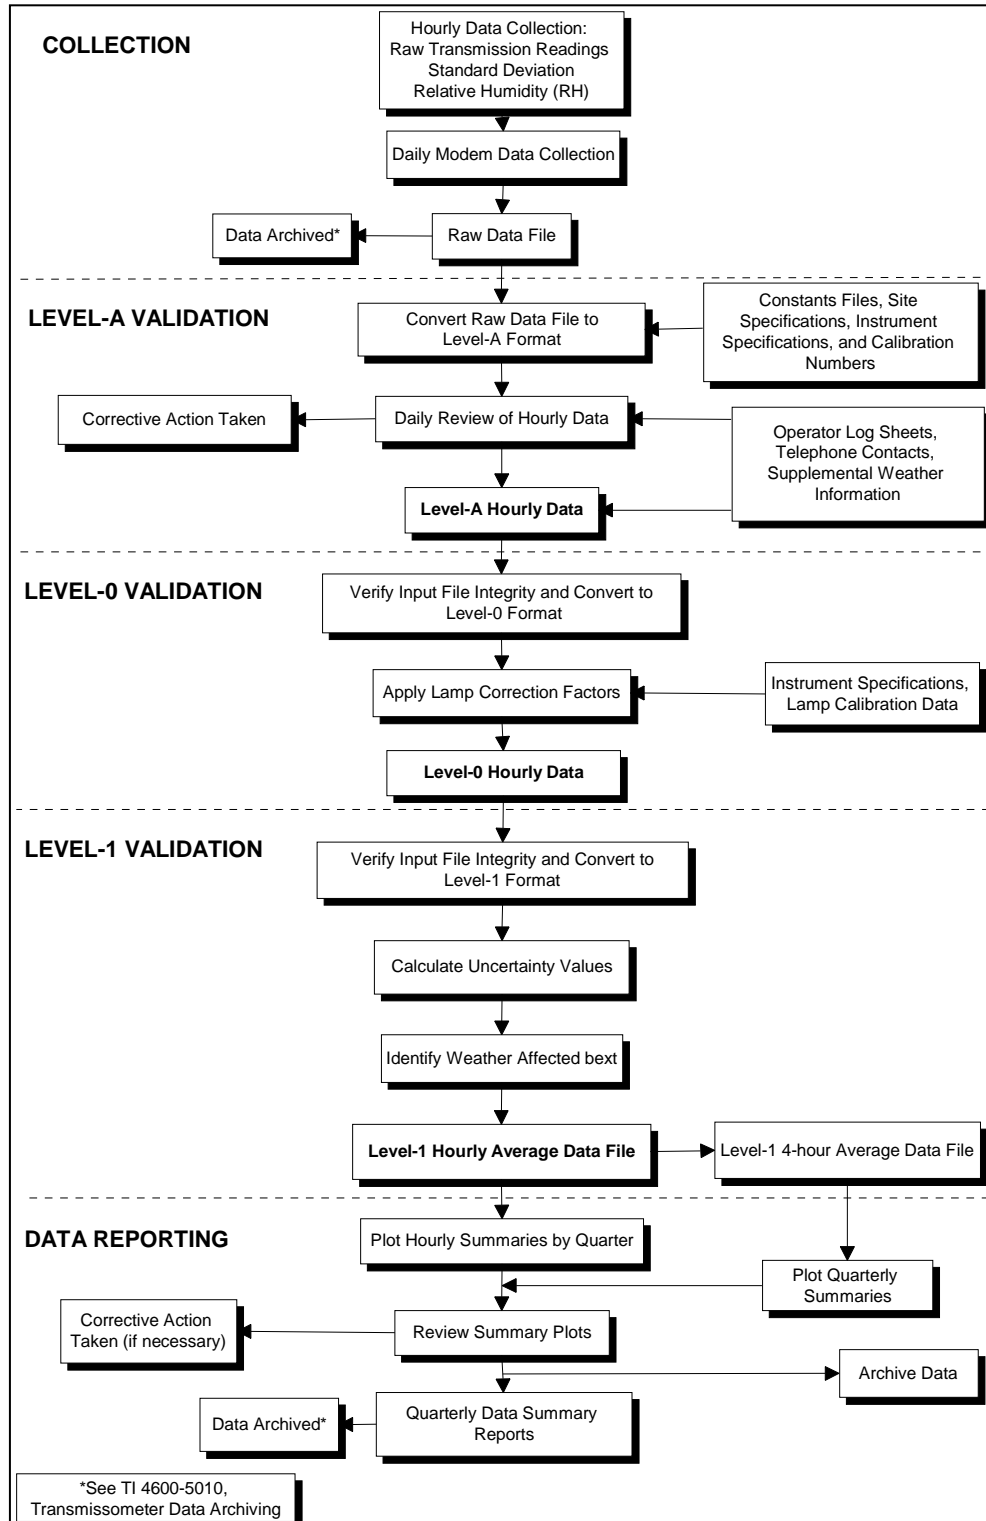 COLLECTION
Hourly Data Collection:
Raw Transmission Readings
Standard Deviation
Relative Humidity (RH)
Daily Modem Data Collection
Data Archived*
Raw Data File
LEVEL-A VALIDATION
Convert Raw Data File to
Level-A Format
Constants Files, Site
Specifications, Instrument
Specifications, and Calibration
Numbers
Corrective Action Taken
Daily Review of Hourly Data
Operator Log Sheets,
Telephone Contacts,
Supplemental Weather
Information
Level-A Hourly Data
LEVEL-0 VALIDATION
Verify Input File Integrity and Convert to
Level-0 Format
Apply Lamp Correction Factors
Instrument Specifications,
Lamp Calibration Data
Level-0 Hourly Data
LEVEL-1 VALIDATION
Verify Input File Integrity and Convert to
Level-1 Format
Calculate Uncertainty Values
Identify Weather Affected bext
Level-1 Hourly Average Data File
Level-1 4-hour Average Data File
DATA REPORTING
Plot Hourly Summaries by Quarter
Plot Quarterly
Summaries
Corrective Action
Taken (if necessary)
Review Summary Plots
Archive Data
Data Archived*
Quarterly Data Summary
Reports
*See TI 4600-5010,
Transmissometer Data Archiving